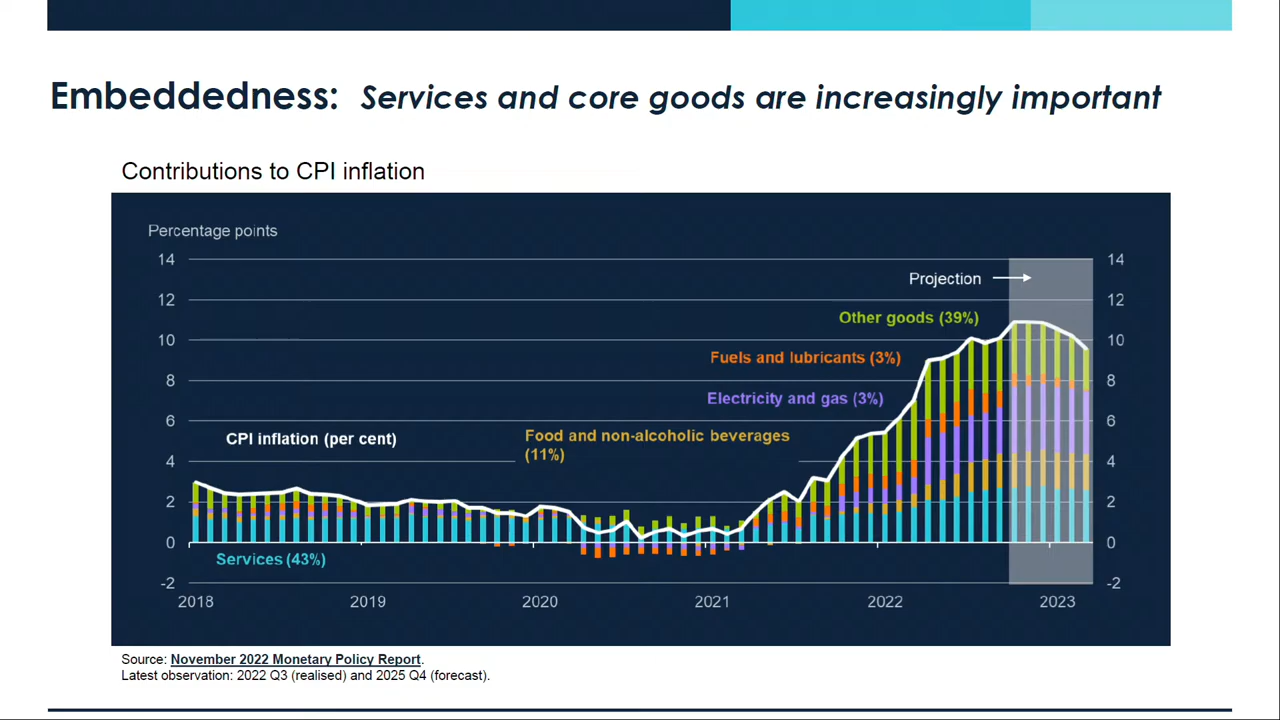 Embeddedness: Services and core goods are increasingly important
Contributions to CPI inflation
Percentage points
14 14
Projection
12 12
Other goods (39%)
10 10
Fuels and lubricants (3%)
8 8
Electricity and gas (3%)
6 6
CPI inflation (per cent)
Food and non-alcoholic beverages
(11%)
4 4
2 2
0 0
Services (43%)
-2 -2
2018 2019 2020 2021 2022 2023
Source: November 2022 Monetary Policy Report.
Latest observation: 2022 Q3 (realised) and 2025 Q4 (forecast).